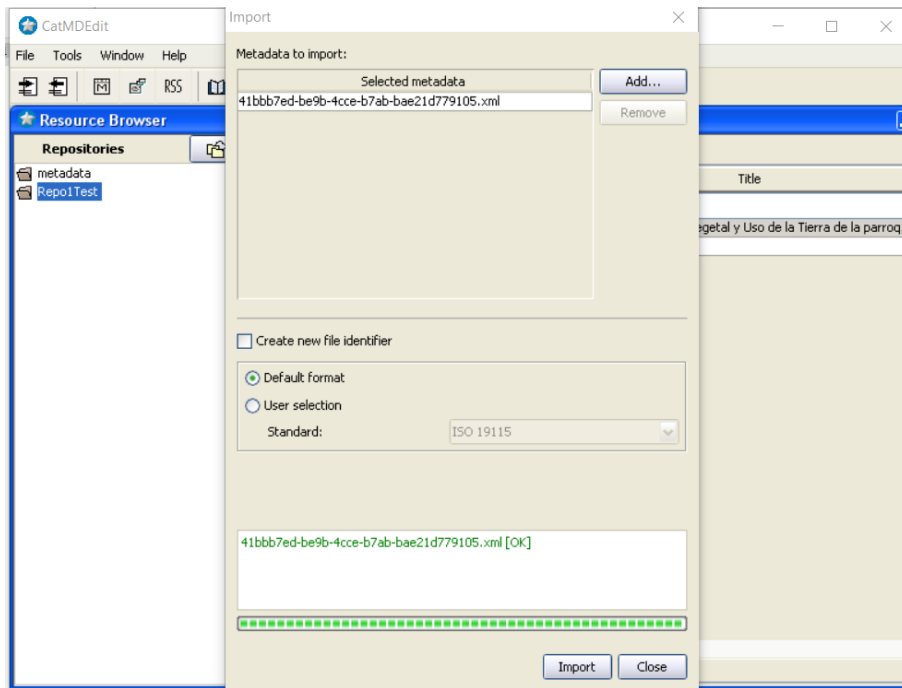 CatMDEdit
File Tools Window Help
RSS
Resource Browser
Repositories
metadata
Repo1Test
Import
Metadata to import:
Selected metadata
41bbb7ed-be9b-4cce-b7ab-bae21d779105.xml
Add...
Remove
Create new file identifier
Default format
User selection
Standard: ISO 19115
41bbb7ed-be9b-4cce-b7ab-bae21d779105.xml [OK]
Import Close
Title
egetal y Uso de la Tierra de la parroq